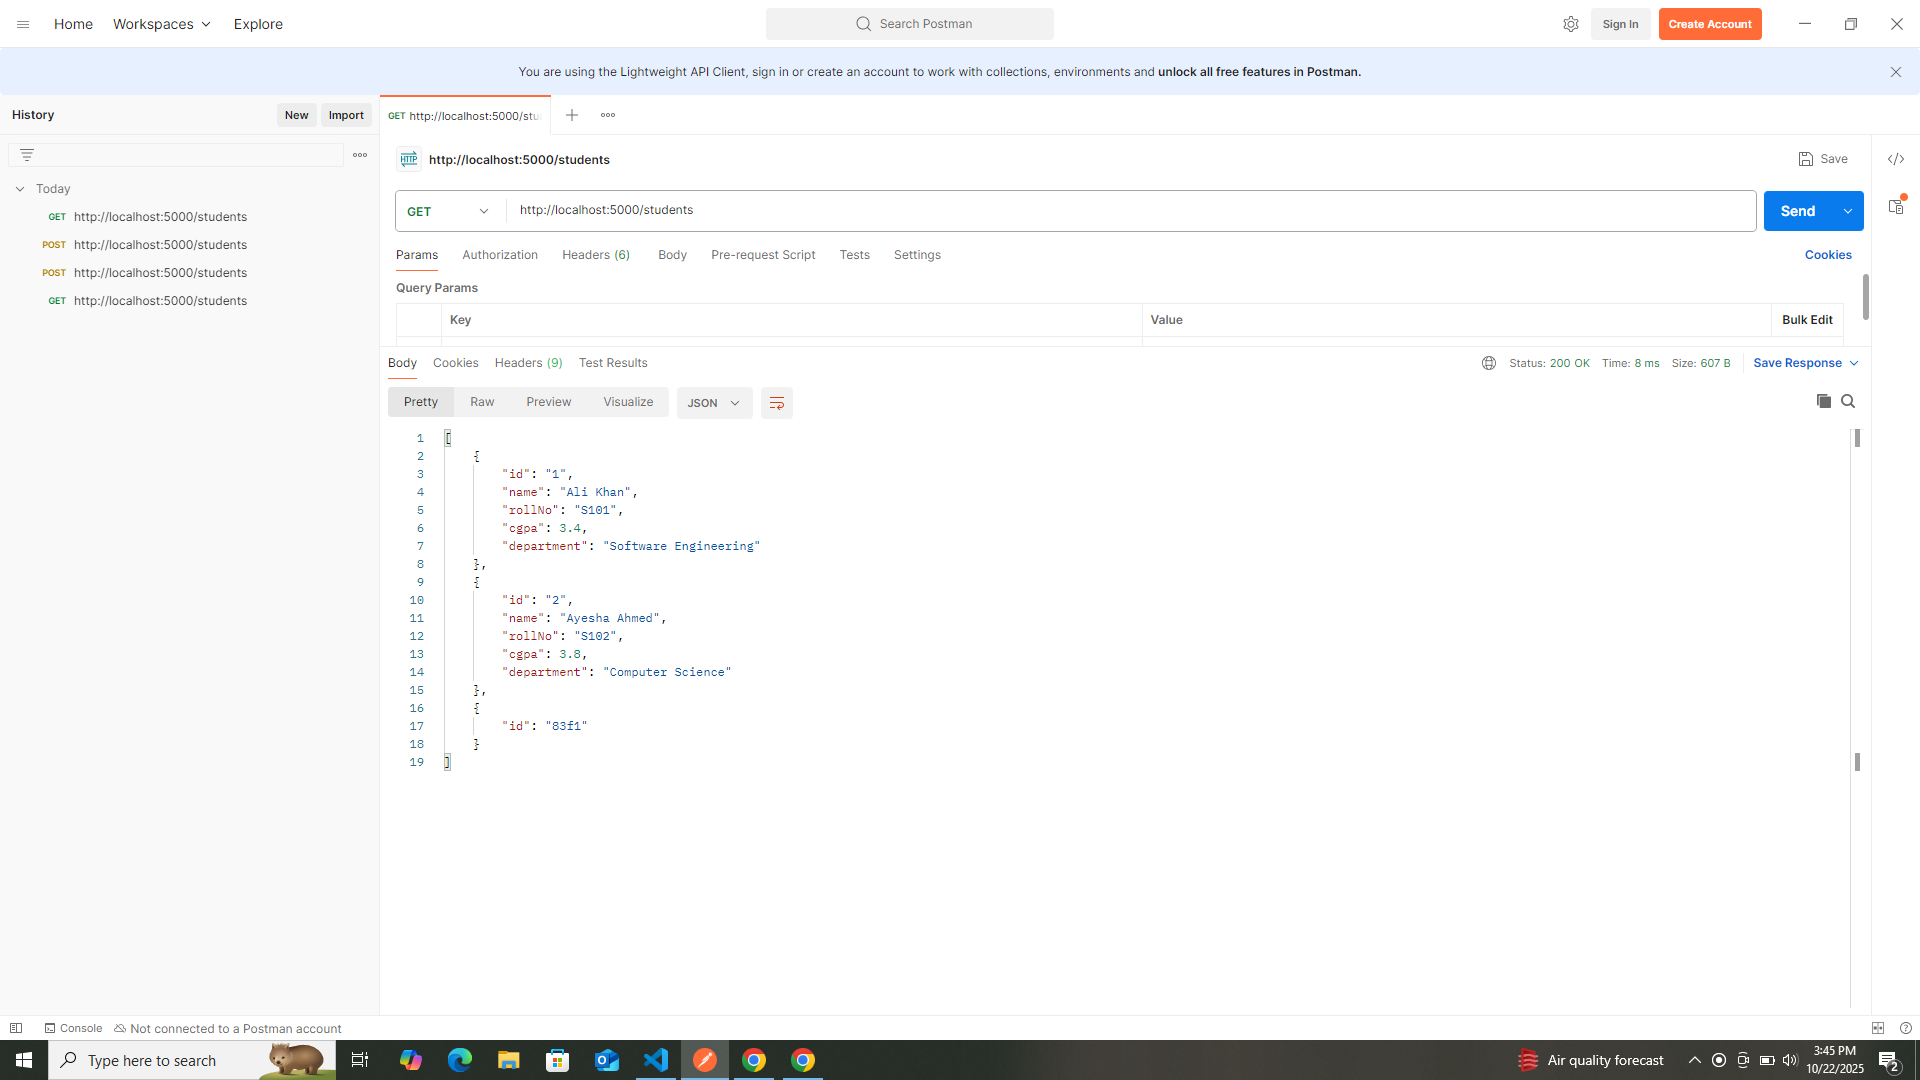 Home Workspaces Explore Search Postman Sign In Create Account
You are using the Lightweight API Client, sign in or create an account to work with collections, environments and unlock all free features in Postman.
History New Import
GET http://localhost:5000/stu
Today
GET http://localhost:5000/students
POST http://localhost:5000/students
POST http://localhost:5000/students
GET http://localhost:5000/students
HTTP http://localhost:5000/students Save
GET http://localhost:5000/students Send
Params Authorization Headers (6) Body Pre-request Script Tests Settings Cookies
Query Params
Key Value Bulk Edit
Body Cookies Headers (9) Test Results Status: 200 OK Time: 8 ms Size: 607 B Save Response
Pretty Raw Preview Visualize JSON
1 [
2 {
3 "id": "1",
4 "name": "Ali Khan",
5 "rollNo": "S101",
6 "cgpa": 3.4,
7 "department": "Software Engineering"
8 },
9 {
10 "id": "2",
11 "name": "Ayesha Ahmed",
12 "rollNo": "S102",
13 "cgpa": 3.8,
14 "department": "Computer Science"
15 },
16 {
17 "id": "83f1"
18 }
19 ]
Console Not connected to a Postman account
Type here to search
Air quality forecast
3:45 PM
10/22/2025
2